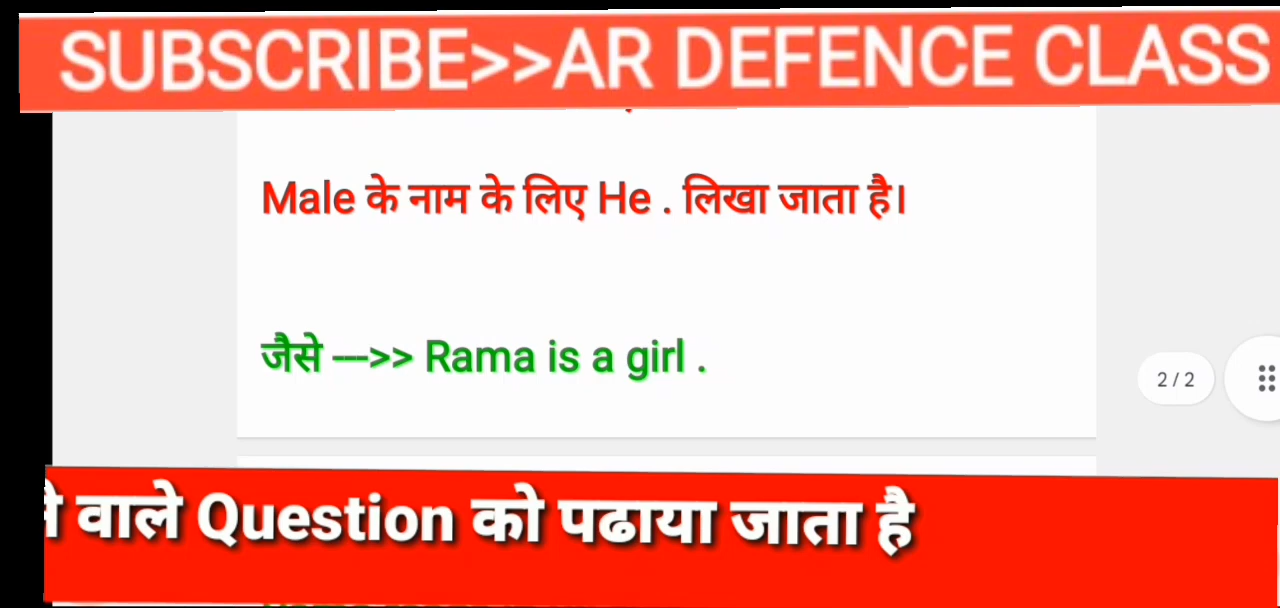 SUBSCRIBE>>AR DEFENCE CLASS
Male के नाम के लिए He . लिखा जाता है।
जैसे —>> Rama is a girl .
2 / 2
वाले Question को पढाया जाता है